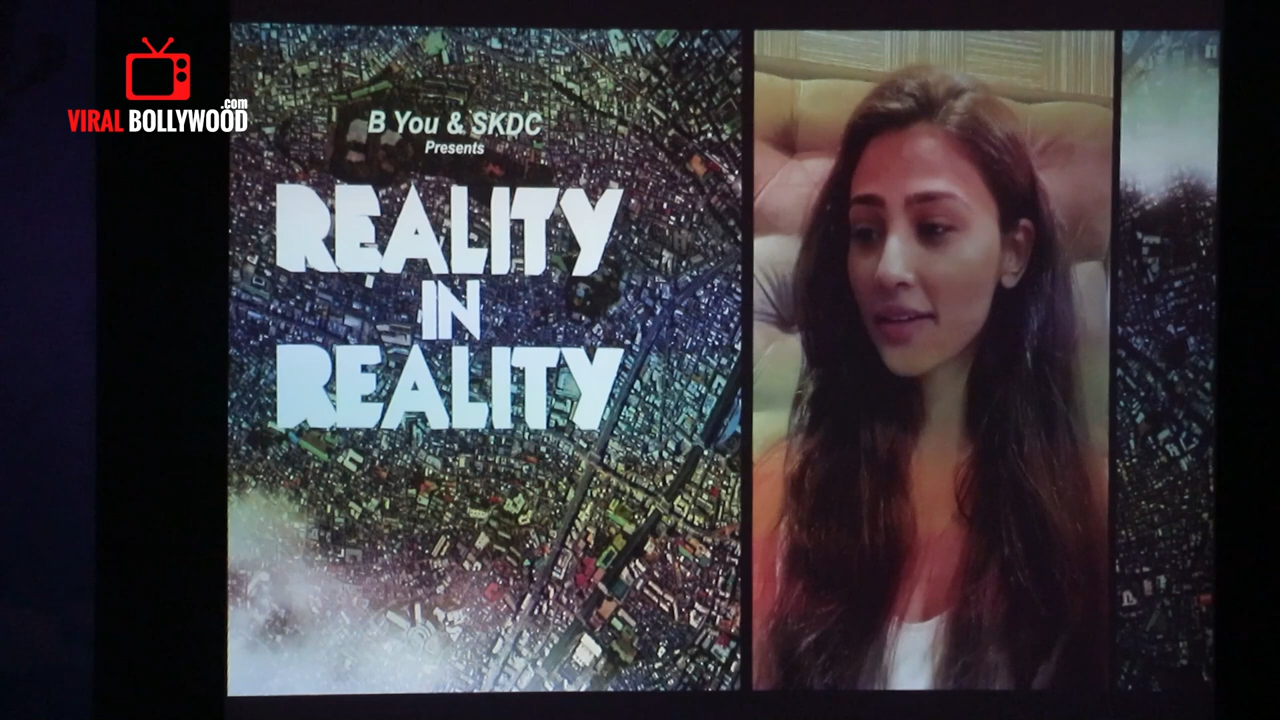 .com
VIRAL BOLLYWOOD
B You & SKDC
Presents
REALITY
IN
REALITY